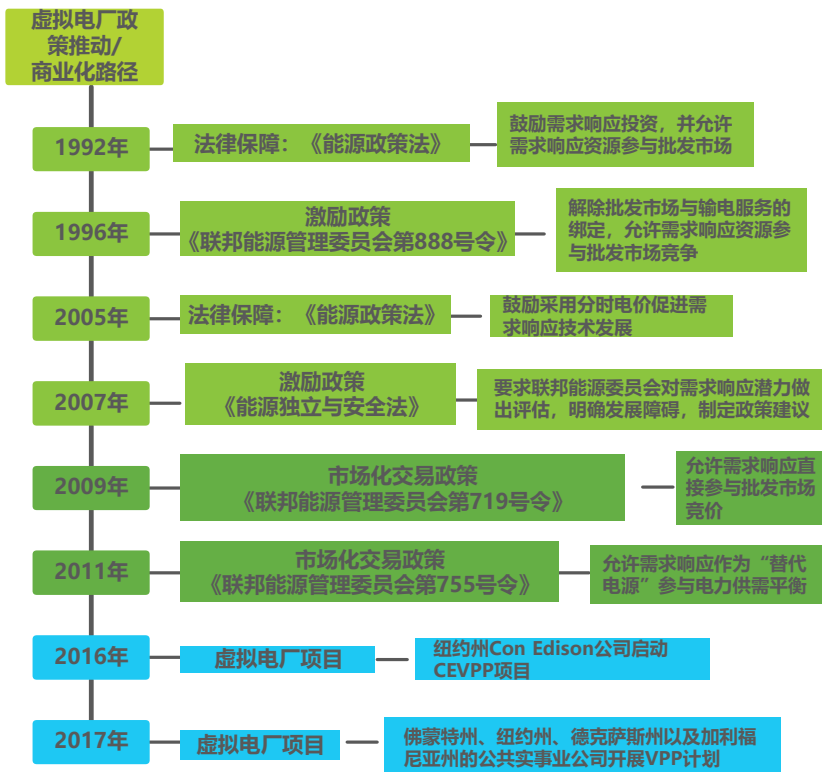 虚拟电厂政
策推动/
商业化路径
1992年
法律保障：《能源政策法》
鼓励需求响应投资，并允许
需求响应资源参与批发市场
1996年
激励政策
《联邦能源管理委员会第888号令》
解除批发市场与输电服务的
绑定，允许需求响应资源参
与批发市场竞争
2005年
法律保障：《能源政策法》
鼓励采用分时电价促进需
求响应技术发展
2007年
激励政策
《能源独立与安全法》
要求联邦能源委员会对需求响应潜力做
出评估，明确发展障碍，制定政策建议
2009年
市场化交易政策
《联邦能源管理委员会第719号令》
允许需求响应直
接参与批发市场
竞价
2011年
市场化交易政策
《联邦能源管理委员会第755号令》
允许需求响应作为“替代
电源”参与电力供需平衡
2016年
虚拟电厂项目
纽约州Con Edison公司启动
CEVPP项目
2017年
虚拟电厂项目
佛蒙特州、纽约州、德克萨斯州以及加利福
尼亚州的公共实事业公司开展VPP计划